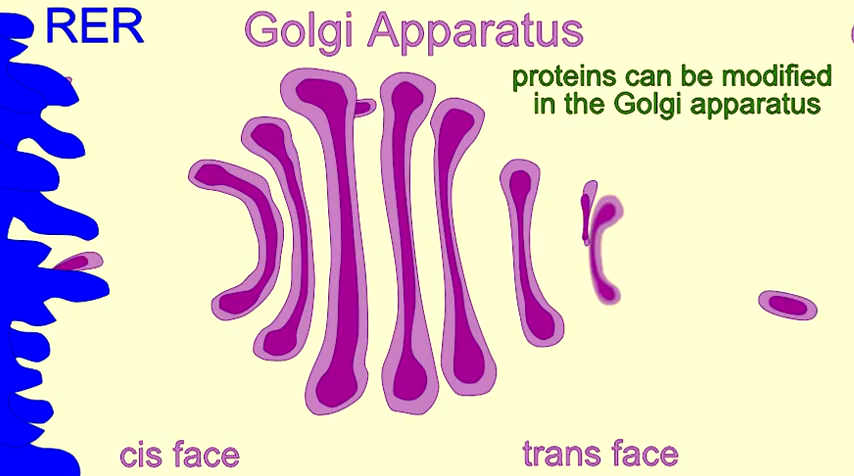 RER
Golgi Apparatus
proteins can be modified
in the Golgi apparatus
cis face
trans face